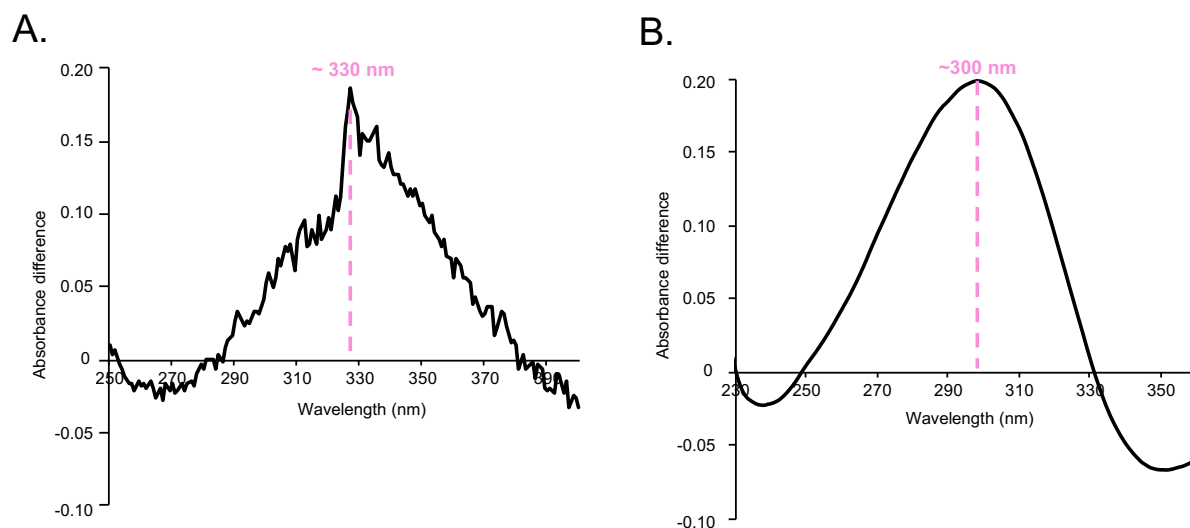 A.
~ 330 nm
0.20
0.15
0.10
0.05
0
-0.05
-0.10
250 270 290 310 330 350 370 390
Wavelength (nm)
Absorbance difference
B.
~300 nm
0.20
0.15
0.10
0.05
0
-0.05
-0.10
230 250 270 290 310 330 350
Wavelength (nm)
Absorbance difference